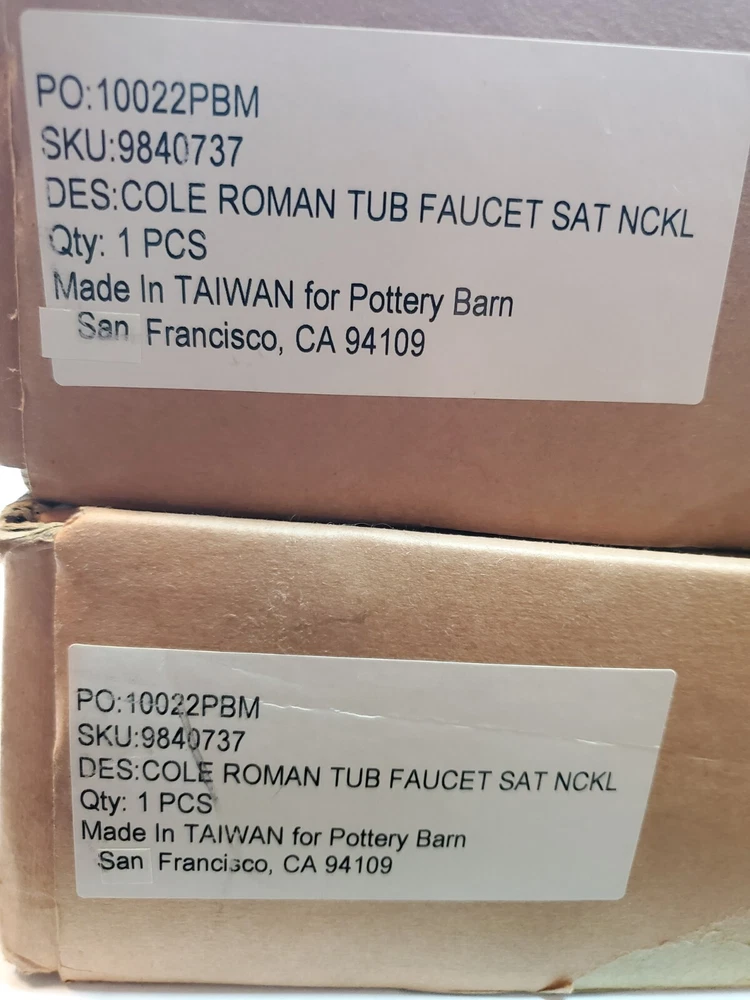 PO:10022PBM
SKU:9840737
DES:COLE ROMAN TUB FAUCET SAT NCKL
Qty: 1 PCS
Made In TAIWAN for Pottery Barn
San Francisco, CA 94109
PO:10022PBM
SKU:9840737
DES:COLE ROMAN TUB FAUCET SAT NCKL
Qty: 1 PCS
Made In TAIWAN for Pottery Barn
San Francisco, CA 94109